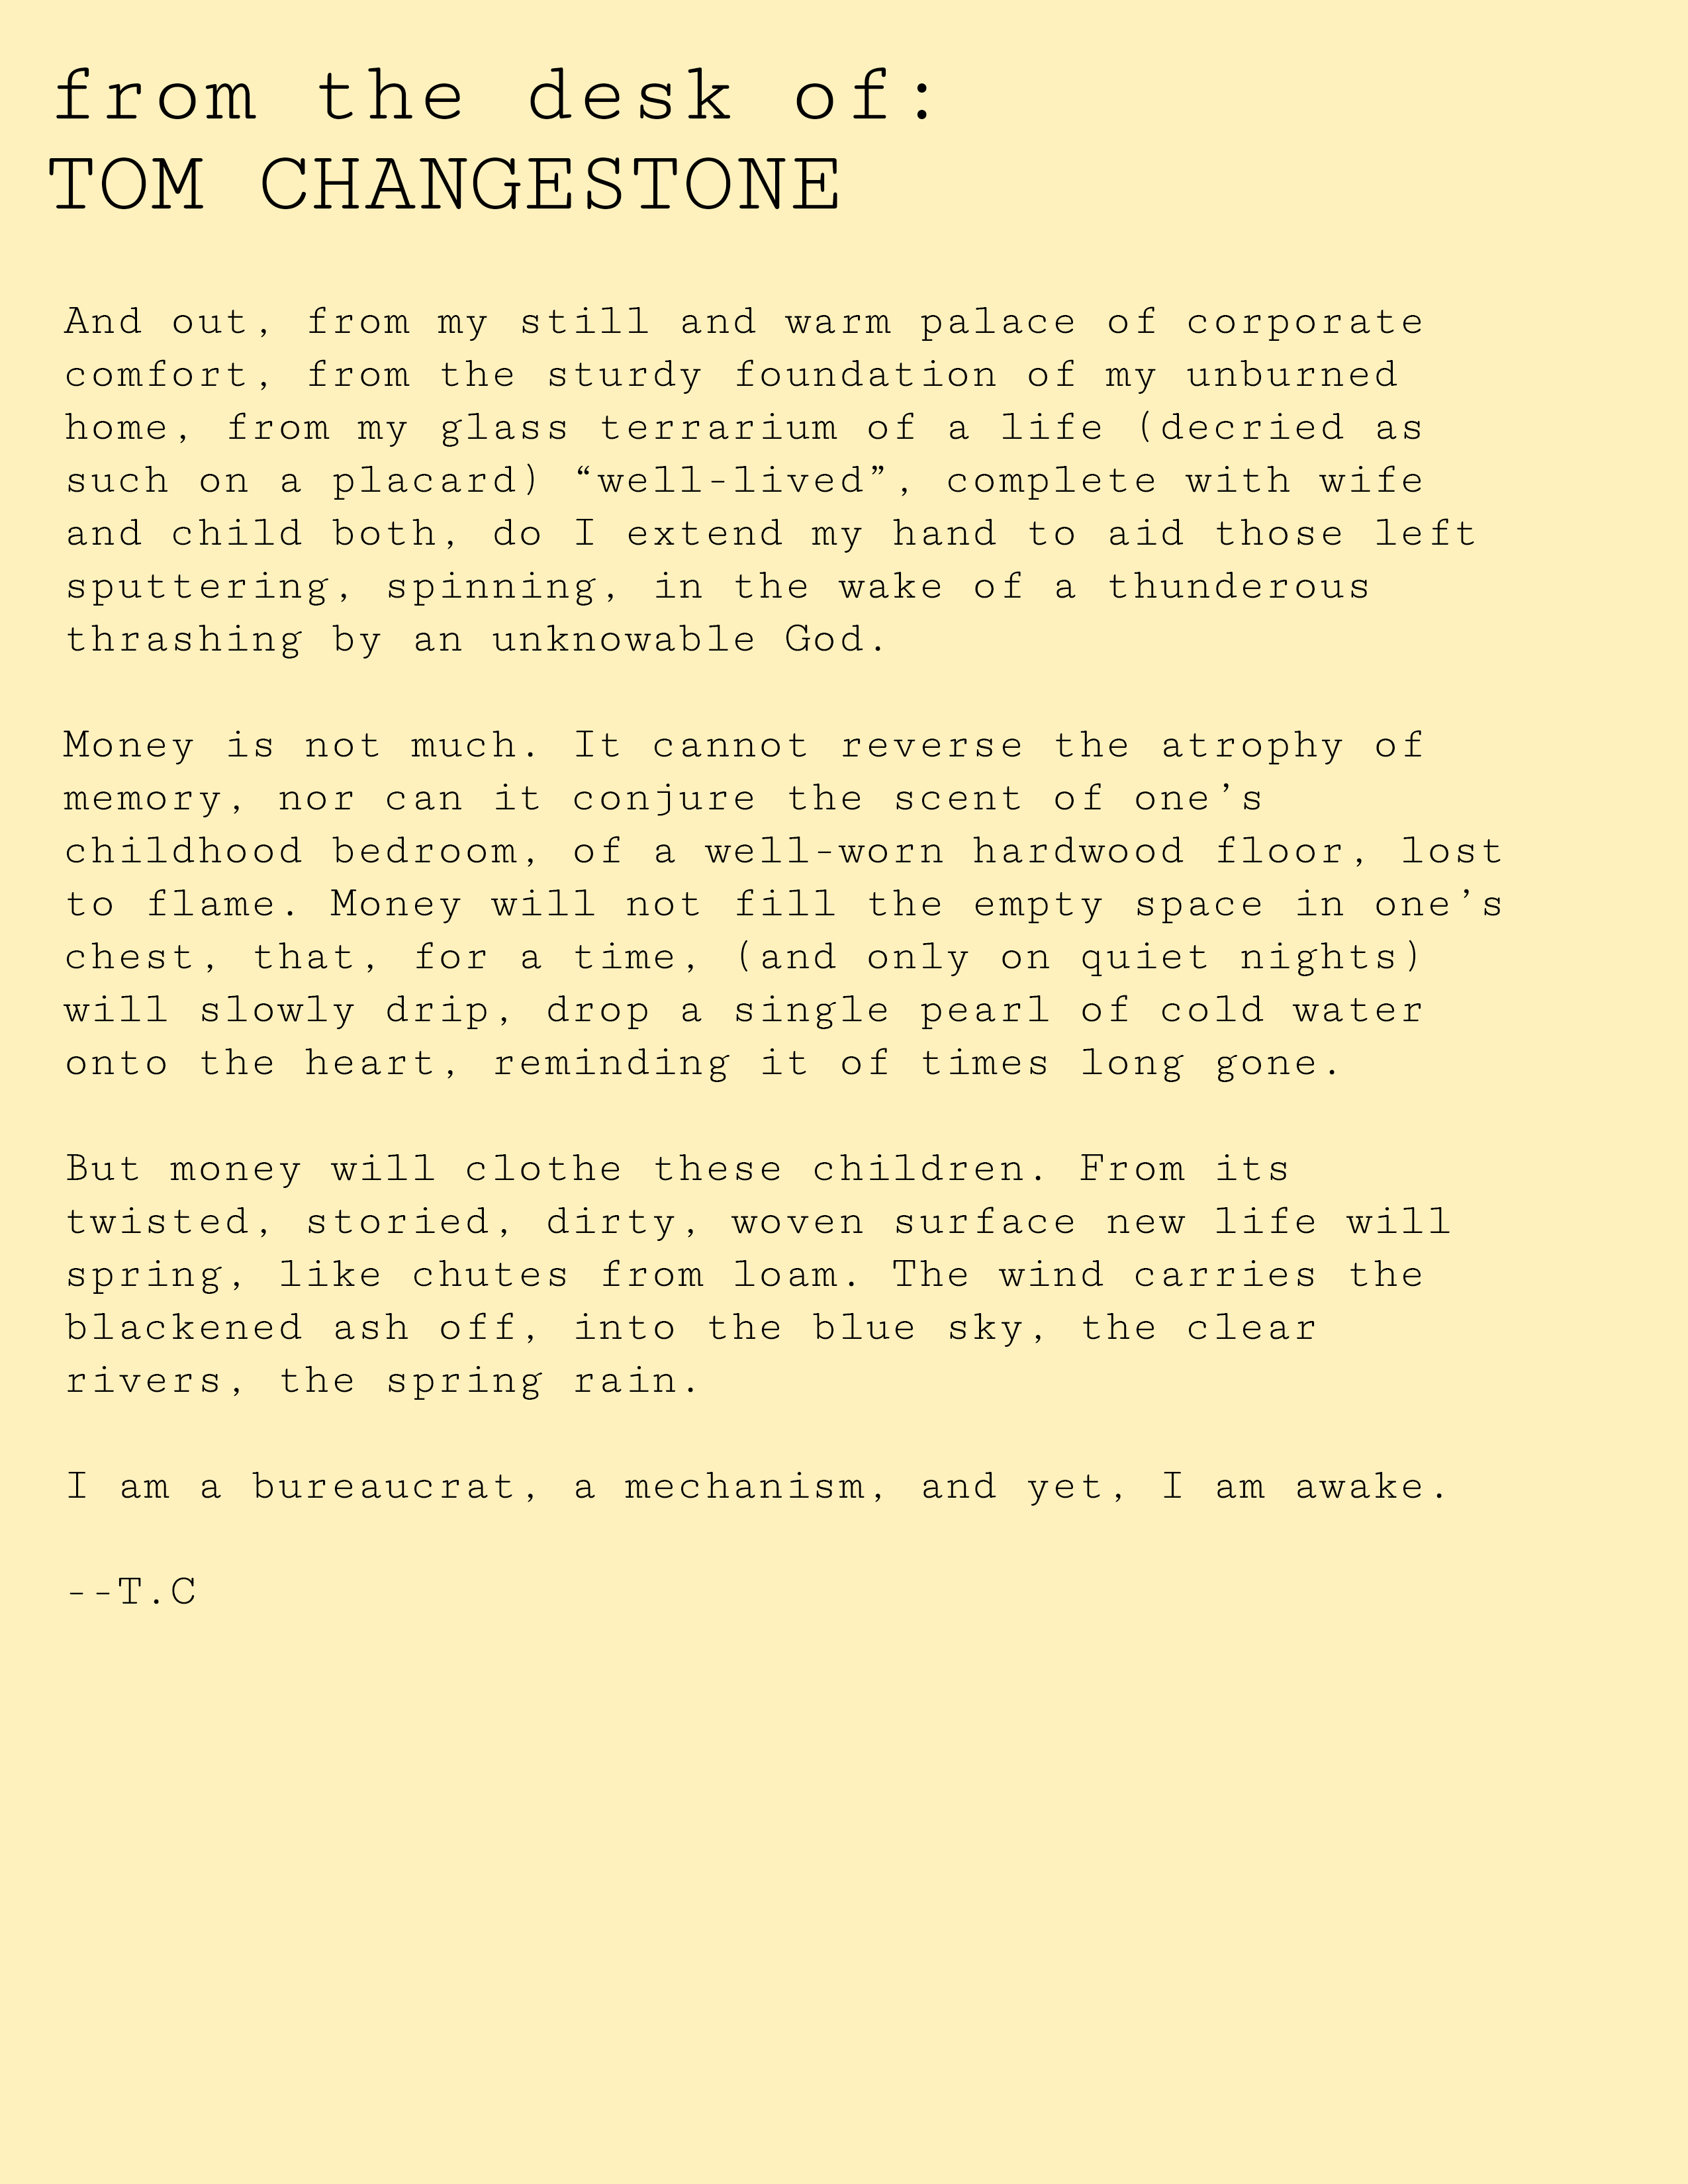 from the desk of:
TOM CHANGESTONE
And out, from my still and warm palace of corporate
comfort, from the sturdy foundation of my unburned
home, from my glass terrarium of a life (decried as
such on a placard) “well-lived”, complete with wife
and child both, do I extend my hand to aid those left
sputtering, spinning, in the wake of a thunderous
thrashing by an unknowable God.
Money is not much. It cannot reverse the atrophy of
memory, nor can it conjure the scent of one’s
childhood bedroom, of a well-worn hardwood floor, lost
to flame. Money will not fill the empty space in one’s
chest, that, for a time, (and only on quiet nights)
will slowly drip, drop a single pearl of cold water
onto the heart, reminding it of times long gone.
But money will clothe these children. From its
twisted, storied, dirty, woven surface new life will
spring, like chutes from loam. The wind carries the
blackened ash off, into the blue sky, the clear
rivers, the spring rain.
I am a bureaucrat, a mechanism, and yet, I am awake.
--T.C